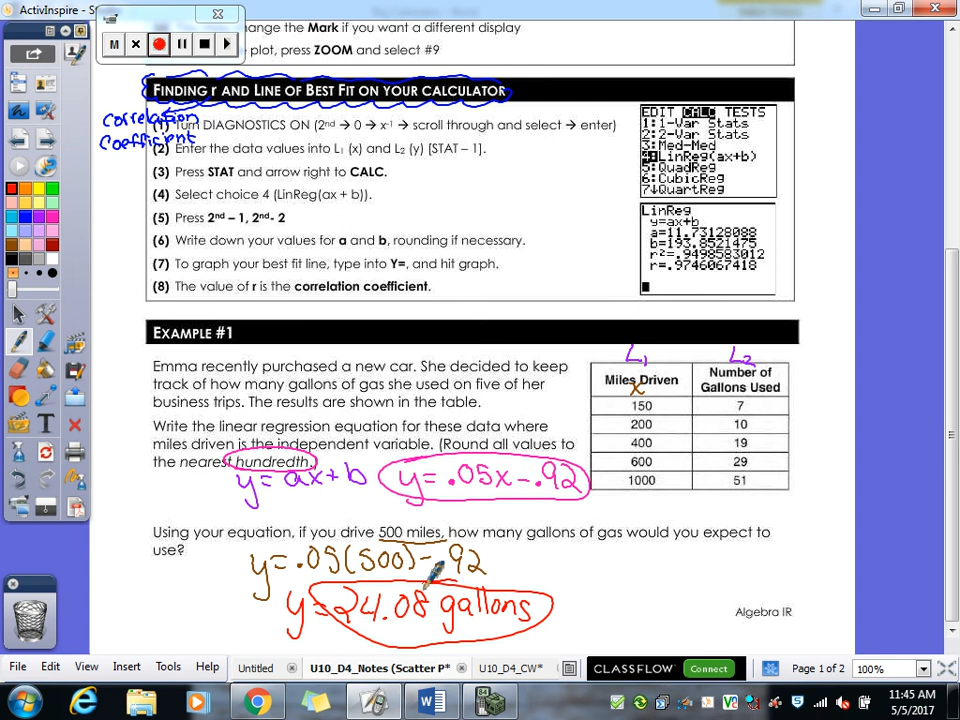 ActivInspire - St
change the Mark if you want a different display
plot, press ZOOM and select #9
M
FINDING r AND LINE OF BEST FIT ON YOUR CALCULATOR
correlation
coefficient
(1) Turn DIAGNOSTICS ON (2nd → 0 → x-1 → scroll through and select → enter)
(2) Enter the data values into L1 (x) and L2 (y) [STAT – 1].
(3) Press STAT and arrow right to CALC.
(4) Select choice 4 (LinReg(ax + b)).
(5) Press 2nd – 1, 2nd- 2
(6) Write down your values for a and b, rounding if necessary.
(7) To graph your best fit line, type into Y=, and hit graph.
(8) The value of r is the correlation coefficient.
EDIT CALC TESTS
1:1-Var Stats
2:2-Var Stats
3:Med-Med
4:LinReg(ax+b)
5:QuadReg
6:CubicReg
7↓QuartReg
LinReg
y=ax+b
a=11.73128088
b=193.8521475
r²=.9498583012
r=.9746067418
EXAMPLE #1
Emma recently purchased a new car. She decided to keep
track of how many gallons of gas she used on five of her
business trips. The results are shown in the table.
Write the linear regression equation for these data where
miles driven is the independent variable. (Round all values to
the nearest hundredth.)
y = ax + b y = .05x - .92
L1 L2
Miles Driven Number of Gallons Used
x
150 7
200 10
400 19
600 29
1000 51
Using your equation, if you drive 500 miles, how many gallons of gas would you expect to
use?
y = .05(500) - .92
y = 24.08 gallons
Algebra IR
File Edit View Insert Tools Help
Untitled U10_D4_Notes (Scatter P* U10_D4_CW* CLASSFLOW Connect Page 1 of 2 100%
11:45 AM
5/5/2017